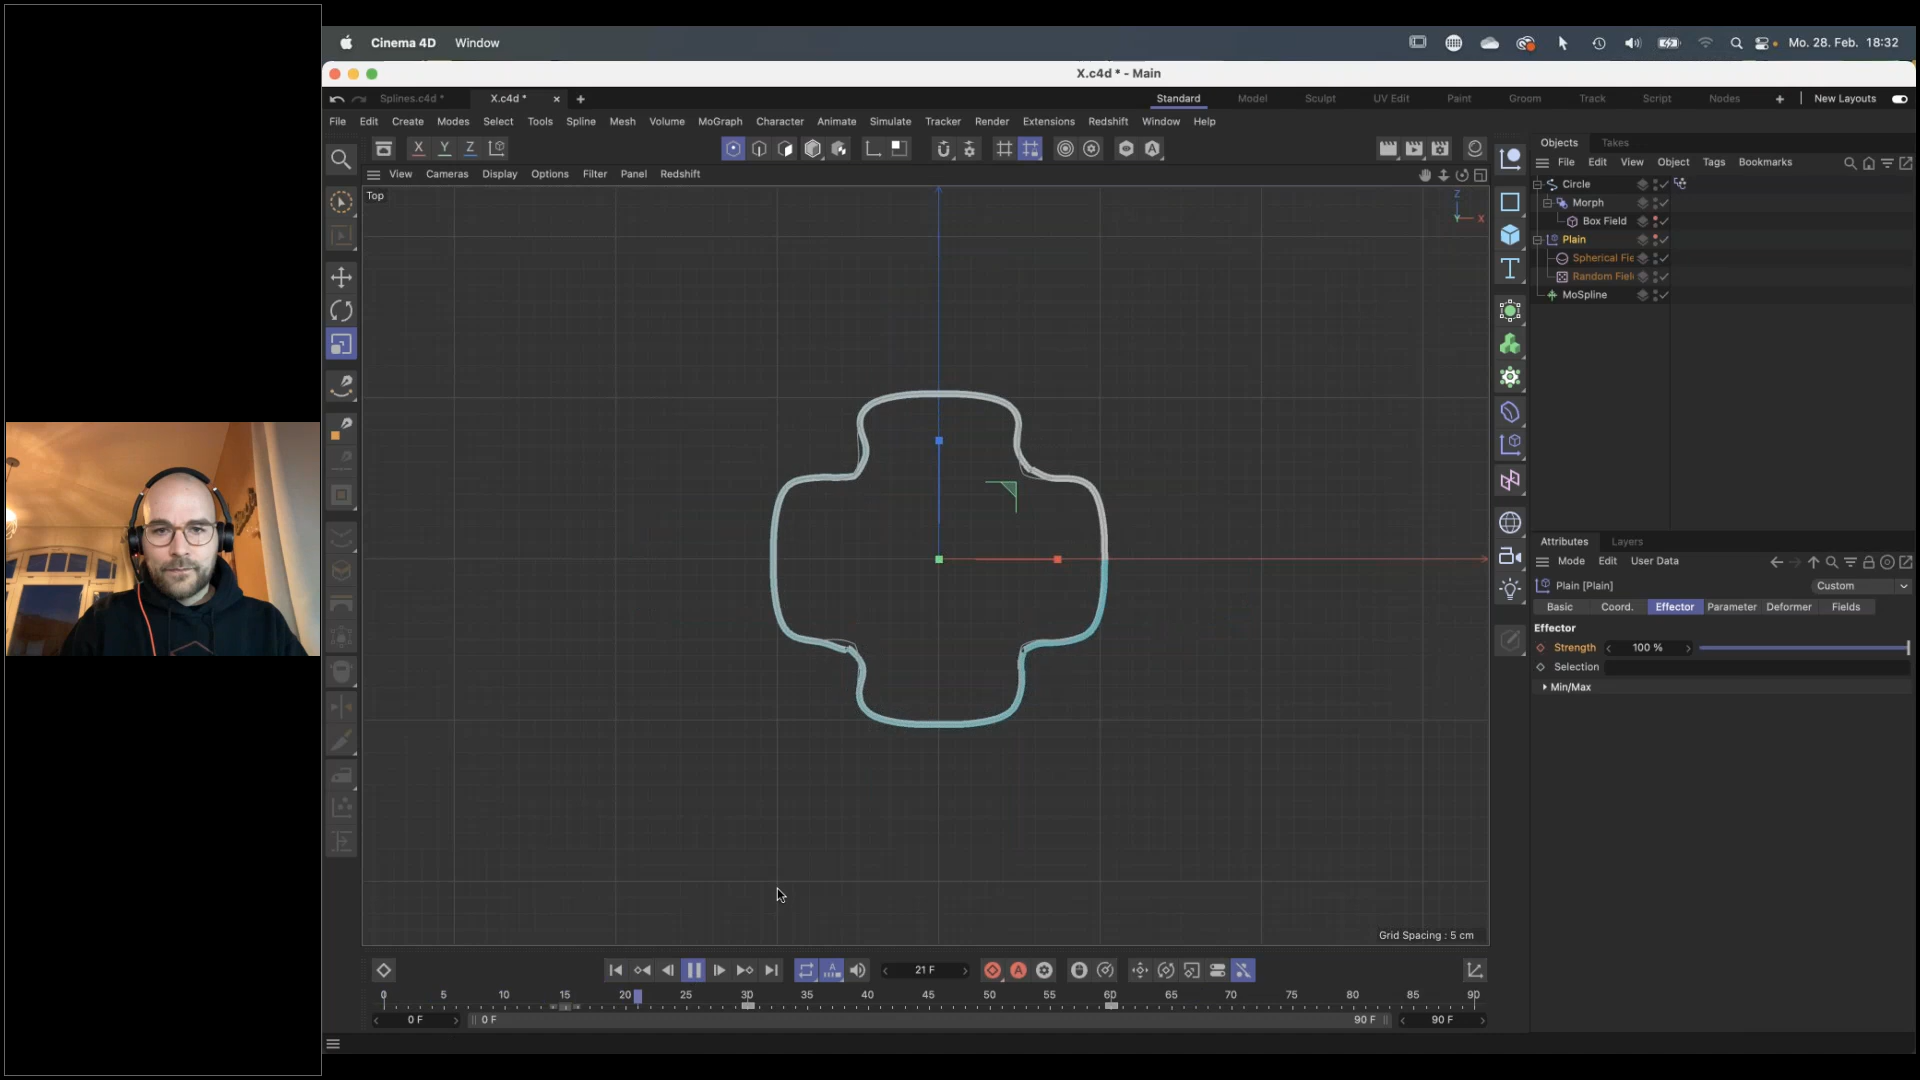 Cinema 4D Window
Mo. 28. Feb. 18:32
X.c4d * - Main
Splines.c4d * X.c4d *
Standard Model Sculpt UV Edit Paint Groom Track Script Nodes New Layouts
File Edit Create Modes Select Tools Spline Mesh Volume MoGraph Character Animate Simulate Tracker Render Extensions Redshift Window Help
X Y Z
View Cameras Display Options Filter Panel Redshift
Top
Z
Y X
Objects Takes
File Edit View Object Tags Bookmarks
Circle
Morph
Box Field
Plain
Spherical Fie
Random Fiel
MoSpline
Attributes Layers
Mode Edit User Data
Plain [Plain] Custom
Basic Coord. Effector Parameter Deformer Fields
Effector
Strength 100 %
Selection
Min/Max
Grid Spacing : 5 cm
21 F
0 5 10 15 20 25 30 35 40 45 50 55 60 65 70 75 80 85 90
0 F 0 F 90 F 90 F